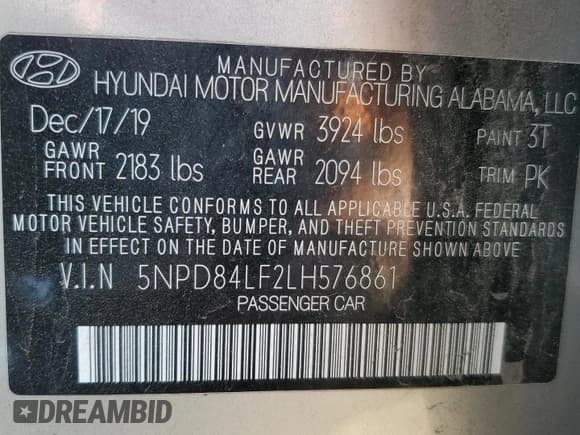 MANUFACTURED BY
HYUNDAI MOTOR MANUFACTURING ALABAMA, LLC
Dec/17/19 GVWR 3924 lbs PAINT 3T
GAWR FRONT 2183 lbs GAWR REAR 2094 lbs TRIM PK
THIS VEHICLE CONFORMS TO ALL APPLICABLE U.S.A. FEDERAL
MOTOR VEHICLE SAFETY, BUMPER, AND THEFT PREVENTION STANDARDS
IN EFFECT ON THE DATE OF MANUFACTURE SHOWN ABOVE
V.I.N 5NPD84LF2LH576861
PASSENGER CAR
DREAMBID